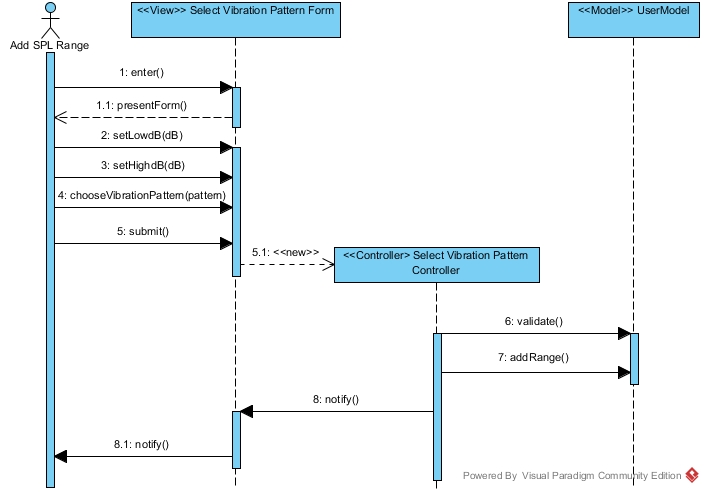 <<View>> Select Vibration Pattern Form
<<Model>> UserModel
Add SPL Range
1: enter()
1.1: presentForm()
2: setLowdB(dB)
3: setHighdB(dB)
4: chooseVibrationPattern(pattern)
5: submit()
5.1: <<new>>
<<Controller> Select Vibration Pattern
Controller
6: validate()
7: addRange()
8: notify()
8.1: notify()
Powered By Visual Paradigm Community Edition